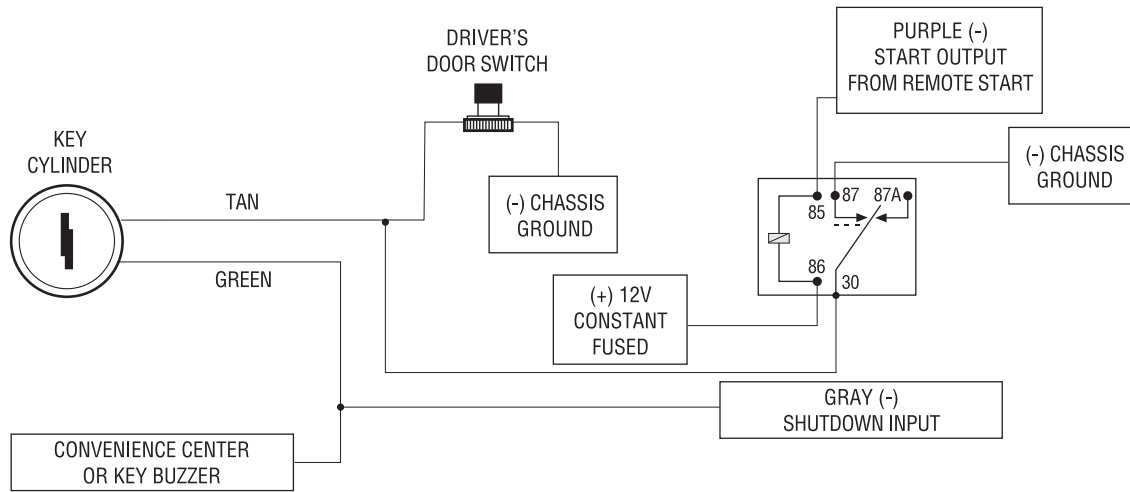 DRIVER'S
DOOR SWITCH
PURPLE (-)
START OUTPUT
FROM REMOTE START
KEY
CYLINDER
(-) CHASSIS
GROUND
TAN
(-) CHASSIS
GROUND
87
87A
85
GREEN
86
30
(+) 12V
CONSTANT
FUSED
GRAY (-)
SHUTDOWN INPUT
CONVENIENCE CENTER
OR KEY BUZZER